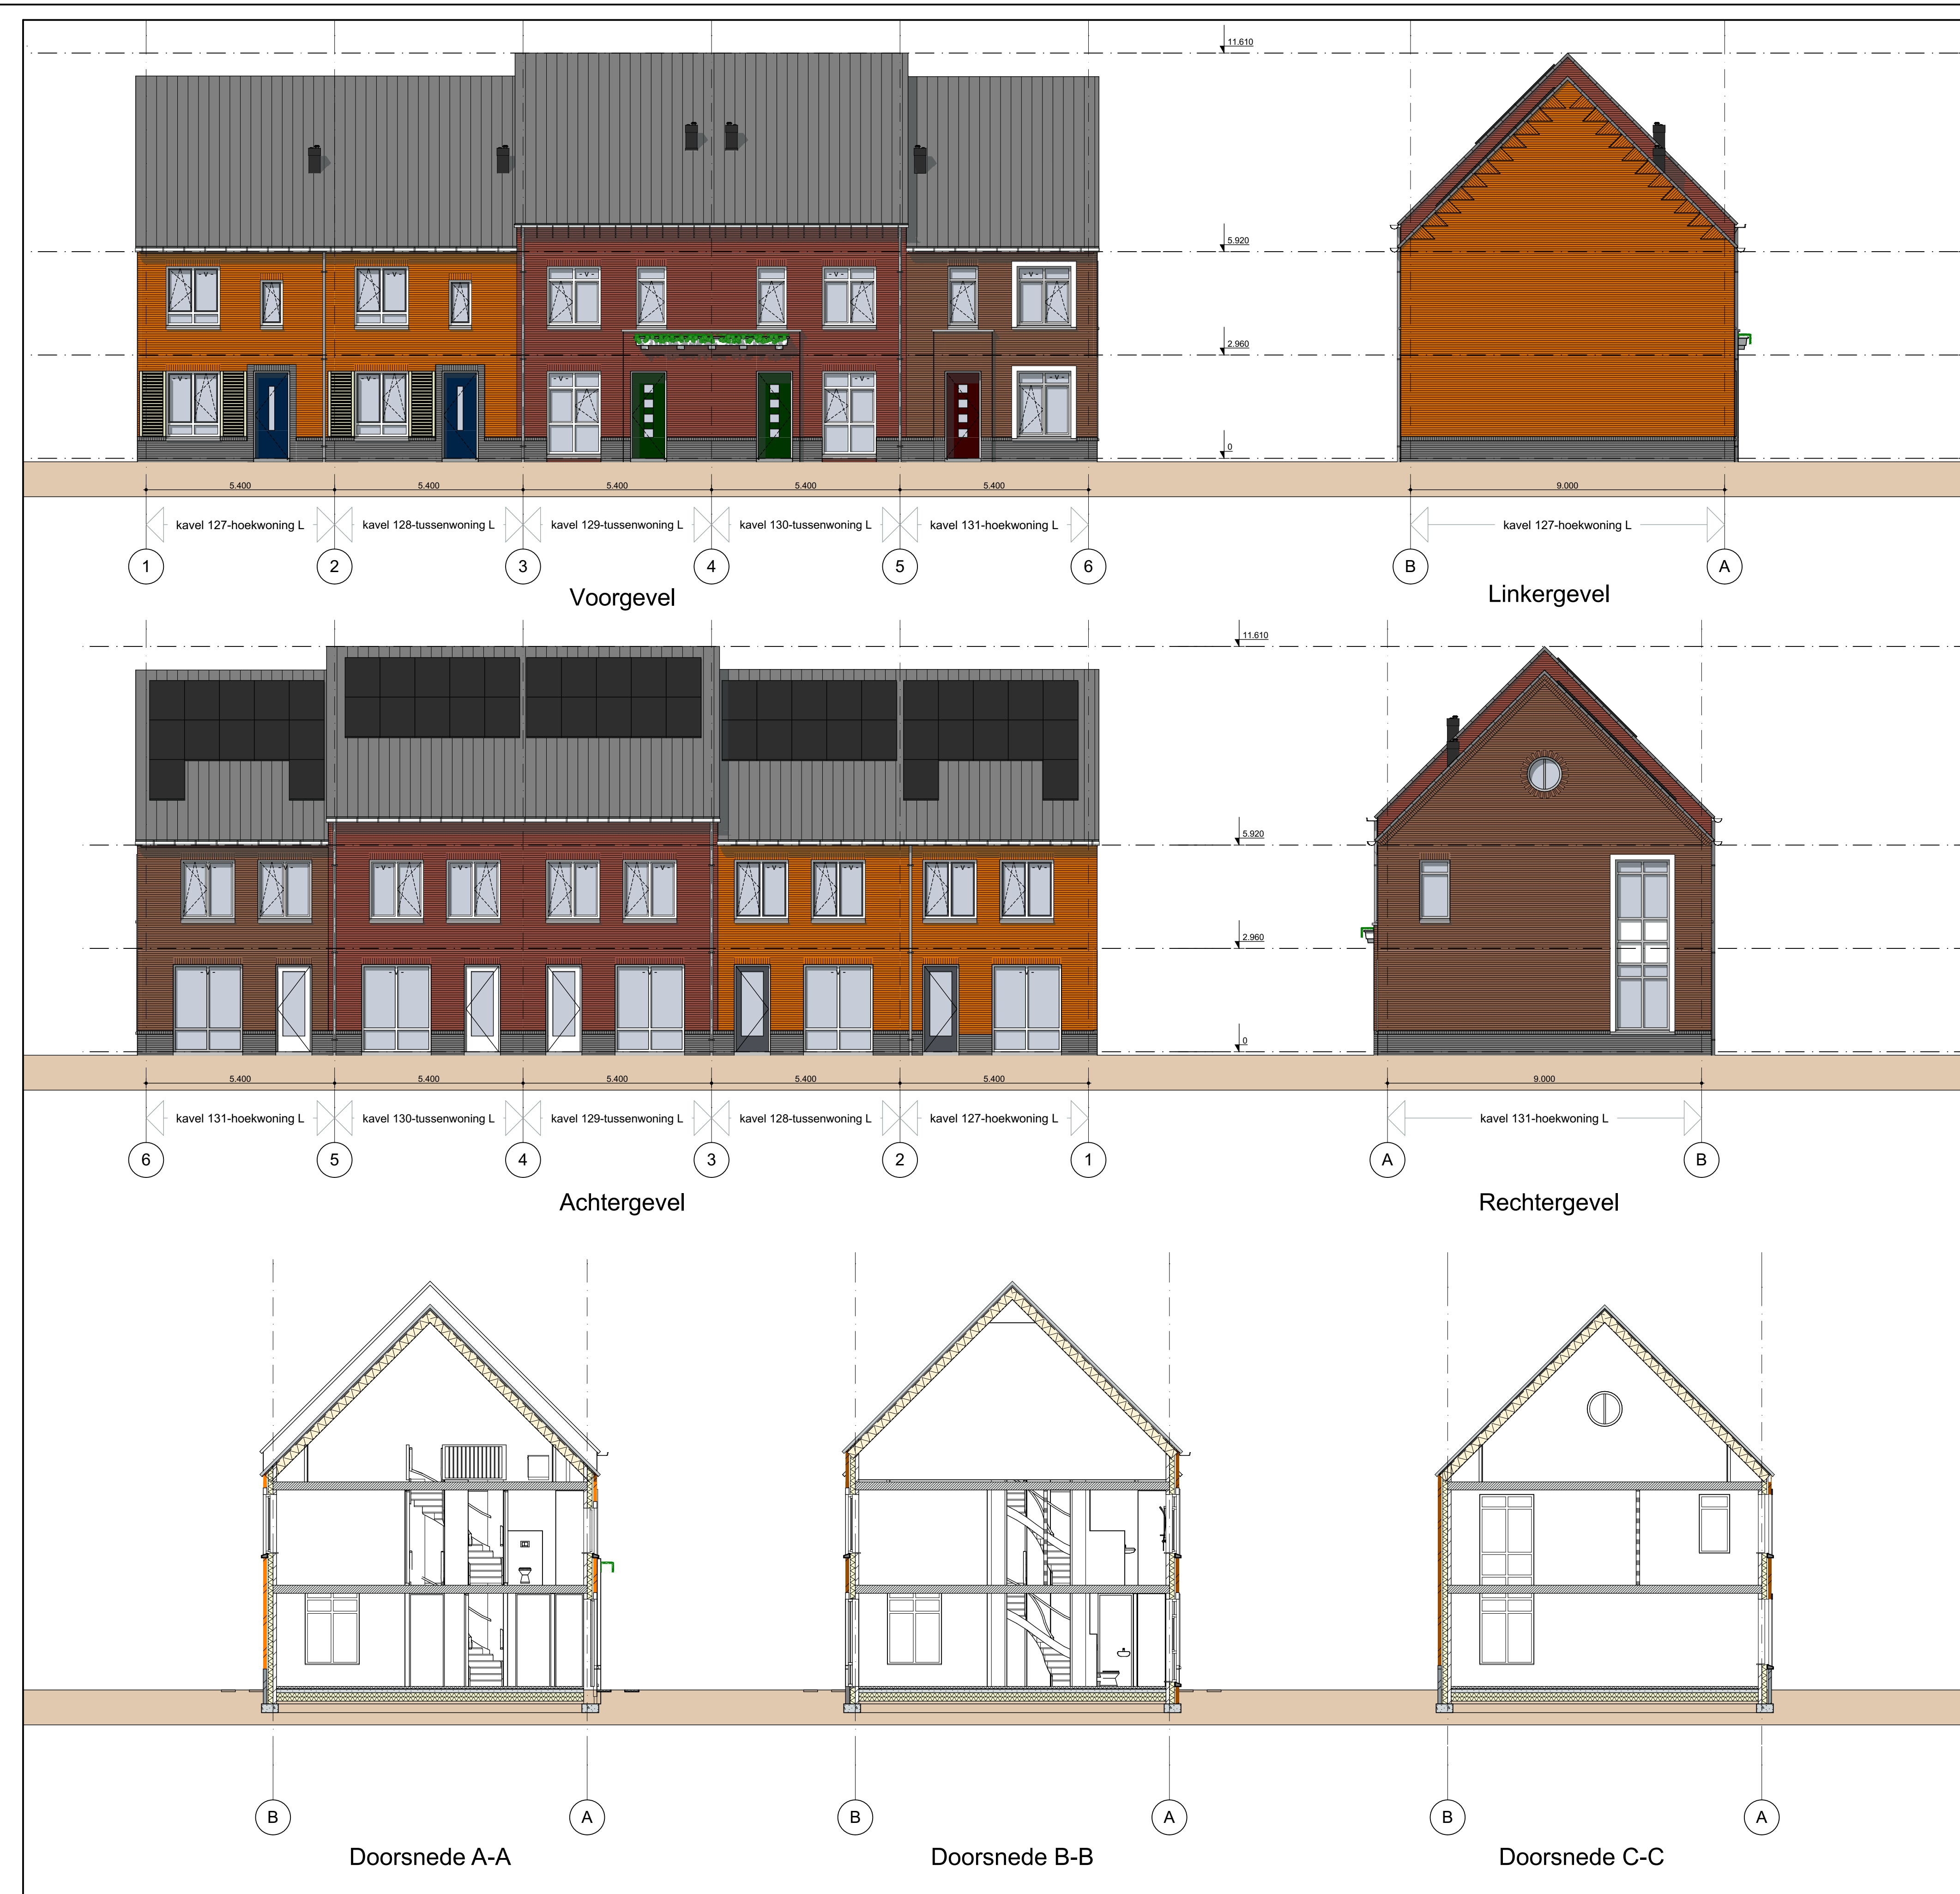 11.610
5.920
2.960
0
5.400 5.400 5.400 5.400 5.400 9.000
kavel 127-hoekwoning L kavel 128-tussenwoning L kavel 129-tussenwoning L kavel 130-tussenwoning L kavel 131-hoekwoning L kavel 127-hoekwoning L
1 2 3 4 5 6 B A
Voorgevel Linkergevel
11.610
5.920
2.960
0
5.400 5.400 5.400 5.400 5.400 9.000
kavel 131-hoekwoning L kavel 130-tussenwoning L kavel 129-tussenwoning L kavel 128-tussenwoning L kavel 127-hoekwoning L kavel 131-hoekwoning L
6 5 4 3 2 1 A B
Achtergevel Rechtergevel
B A B A B A
Doorsnede A-A Doorsnede B-B Doorsnede C-C